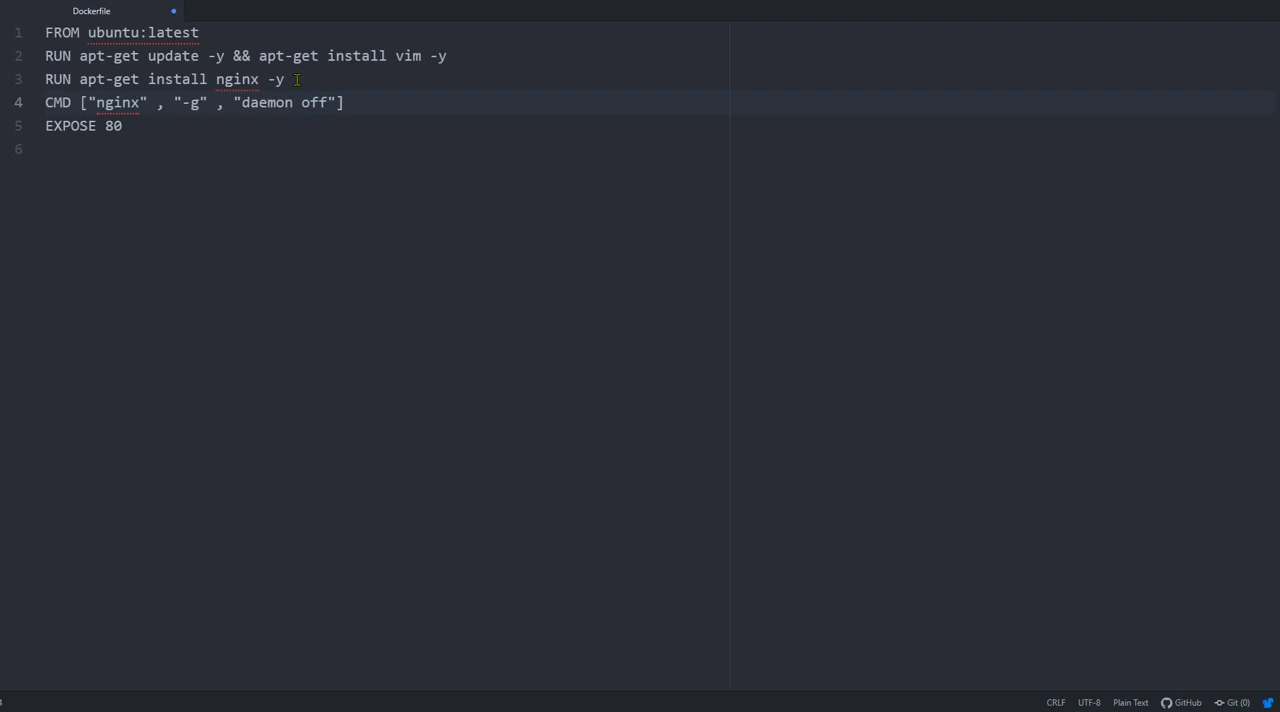 Dockerfile
1 FROM ubuntu:latest
2 RUN apt-get update -y && apt-get install vim -y
3 RUN apt-get install nginx -y
4 CMD ["nginx" , "-g" , "daemon off"]
5 EXPOSE 80
6
4 CRLF UTF-8 Plain Text GitHub Git (0)